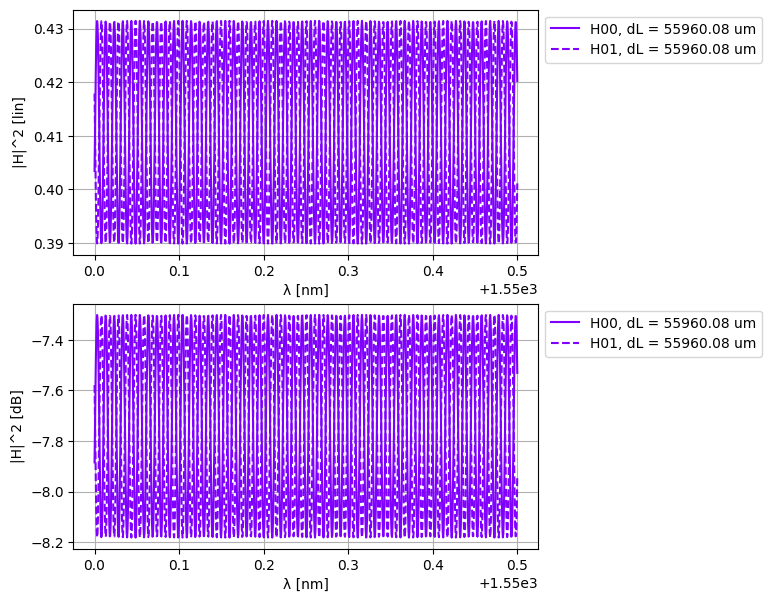 0.43
0.42
0.41
0.40
0.39
|H|^2 [lin]
0.0 0.1 0.2 0.3 0.4 0.5
λ [nm]
+1.55e3
H00, dL = 55960.08 um
H01, dL = 55960.08 um
−7.4
−7.6
−7.8
−8.0
−8.2
|H|^2 [dB]
0.0 0.1 0.2 0.3 0.4 0.5
λ [nm]
+1.55e3
H00, dL = 55960.08 um
H01, dL = 55960.08 um